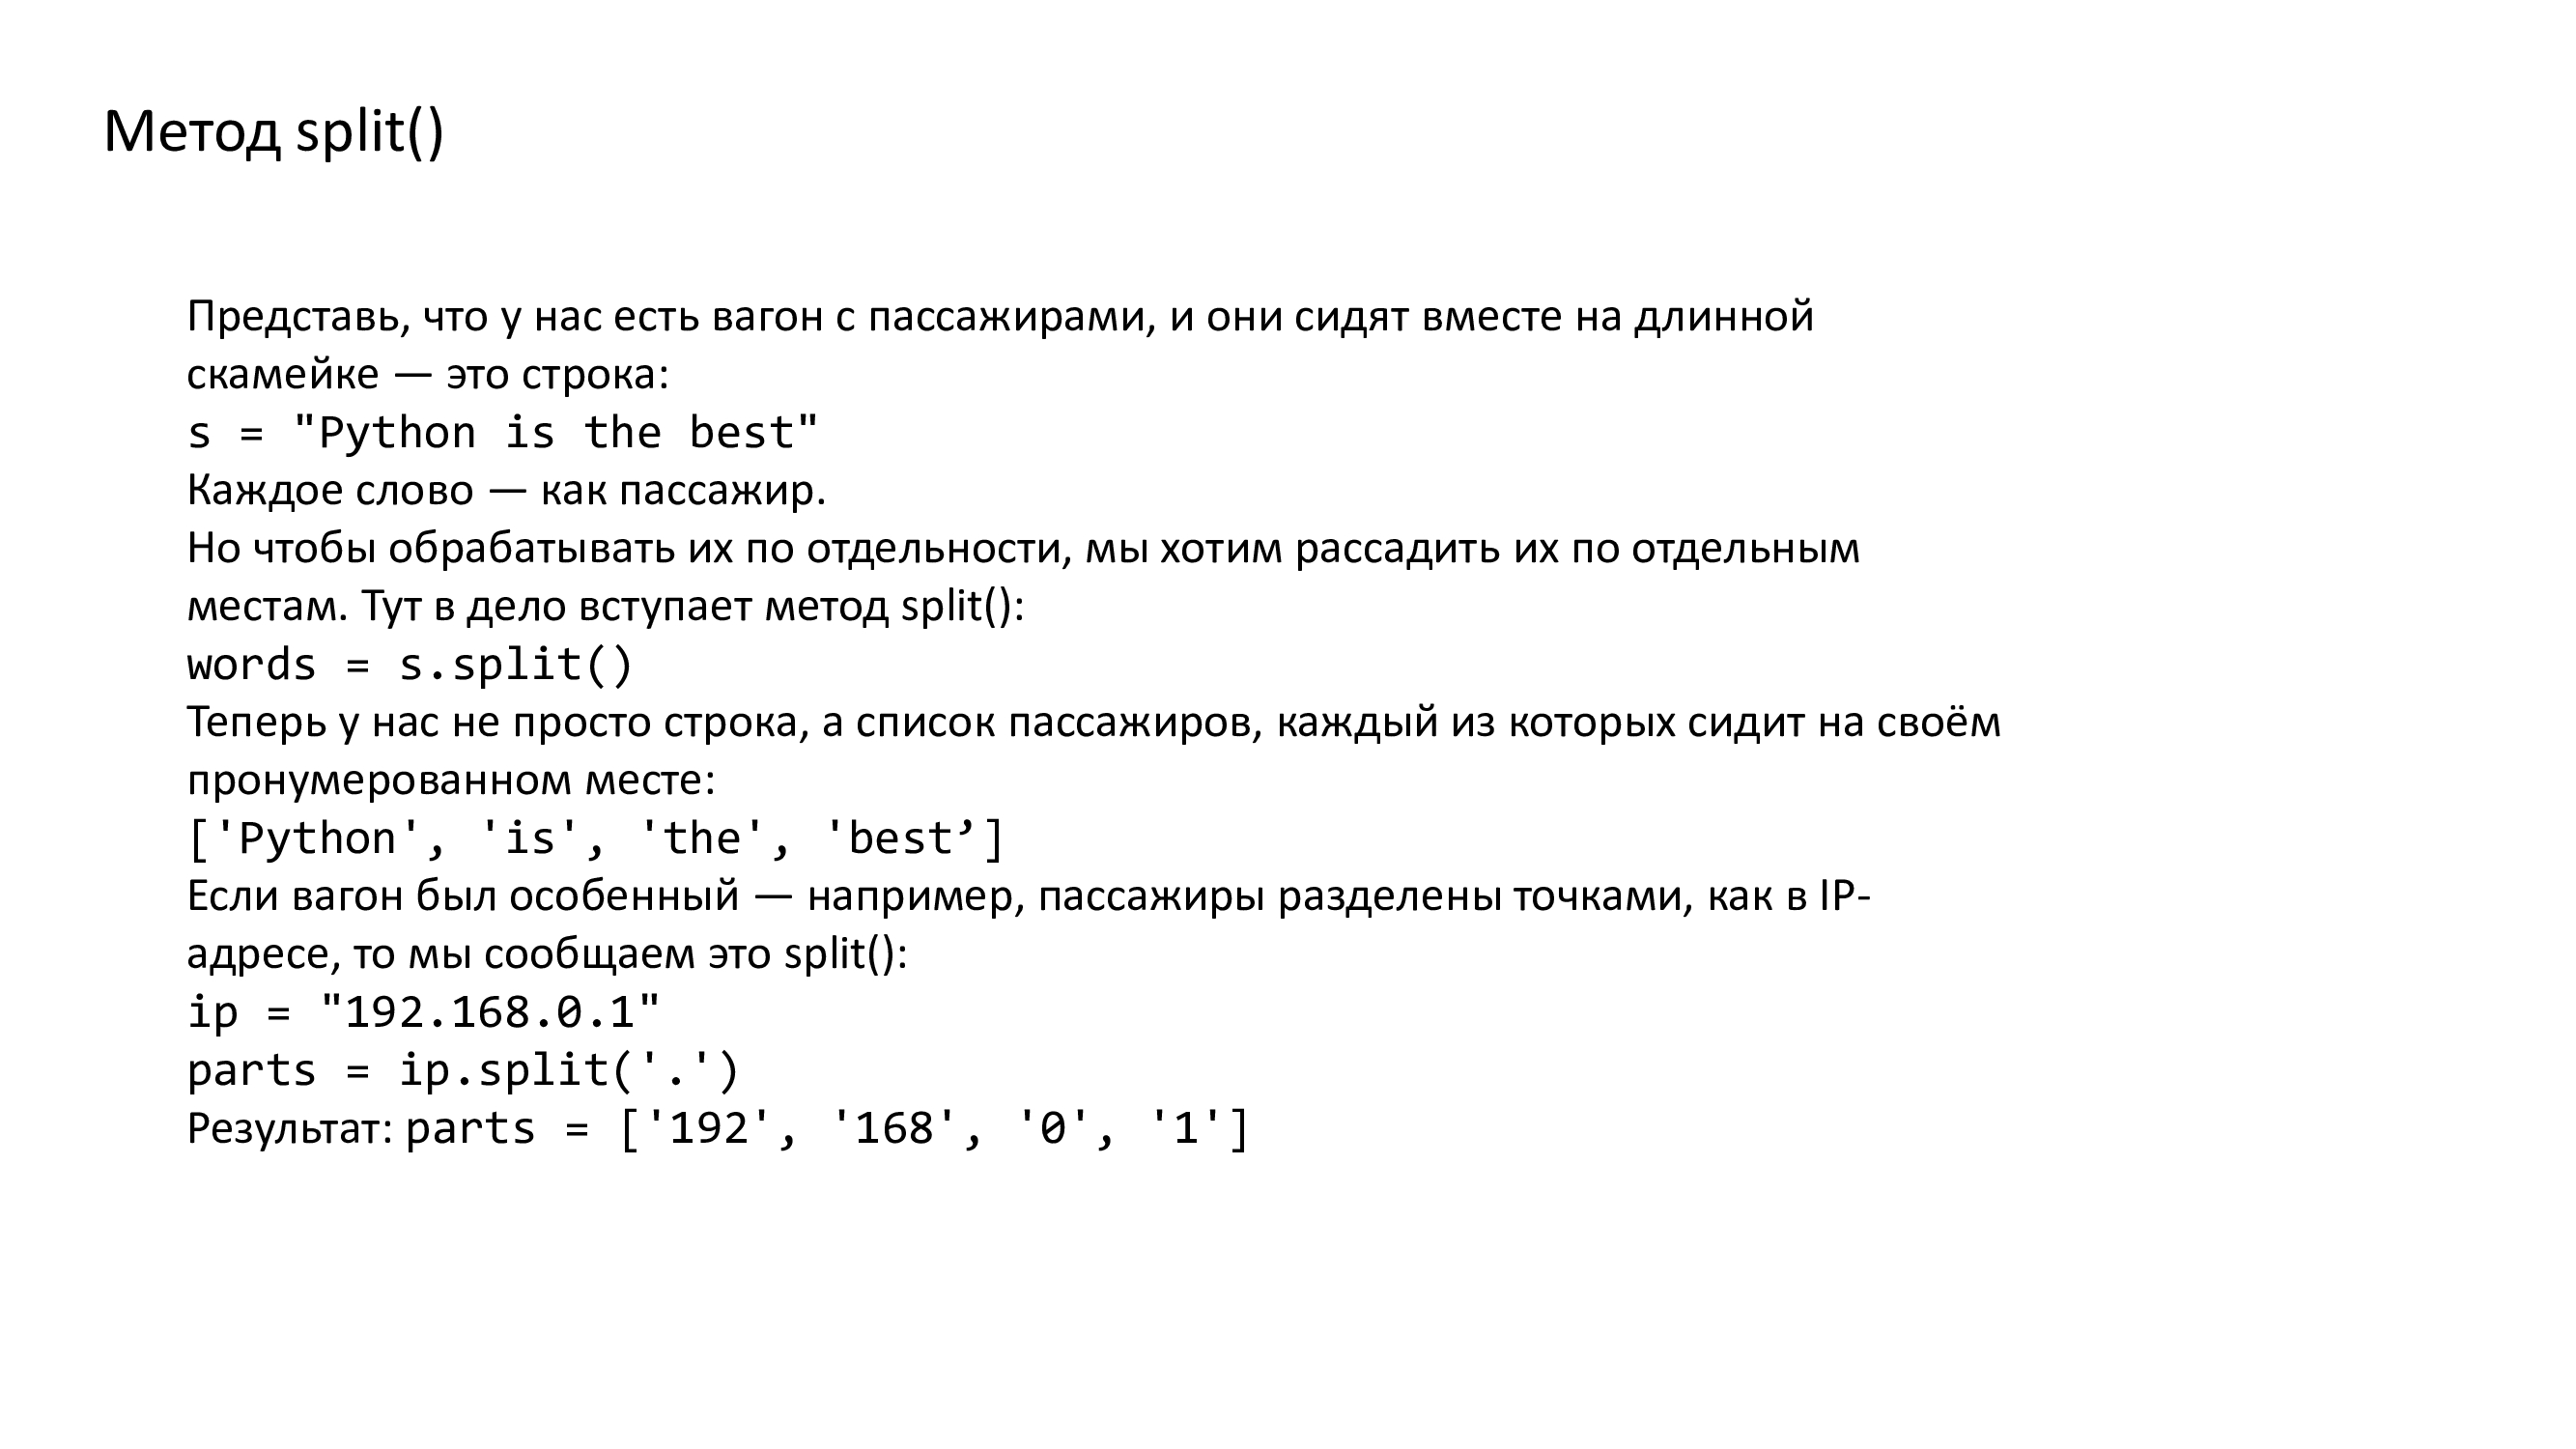 Метод split()
Представь, что у нас есть вагон с пассажирами, и они сидят вместе на длинной
скамейке — это строка:
s = "Python is the best"
Каждое слово — как пассажир.
Но чтобы обрабатывать их по отдельности, мы хотим рассадить их по отдельным
местам. Тут в дело вступает метод split():
words = s.split()
Теперь у нас не просто строка, а список пассажиров, каждый из которых сидит на своём
пронумерованном месте:
['Python', 'is', 'the', 'best’]
Если вагон был особенный — например, пассажиры разделены точками, как в IP-
адресе, то мы сообщаем это split():
ip = "192.168.0.1"
parts = ip.split('.')
Результат: parts = ['192', '168', '0', '1']